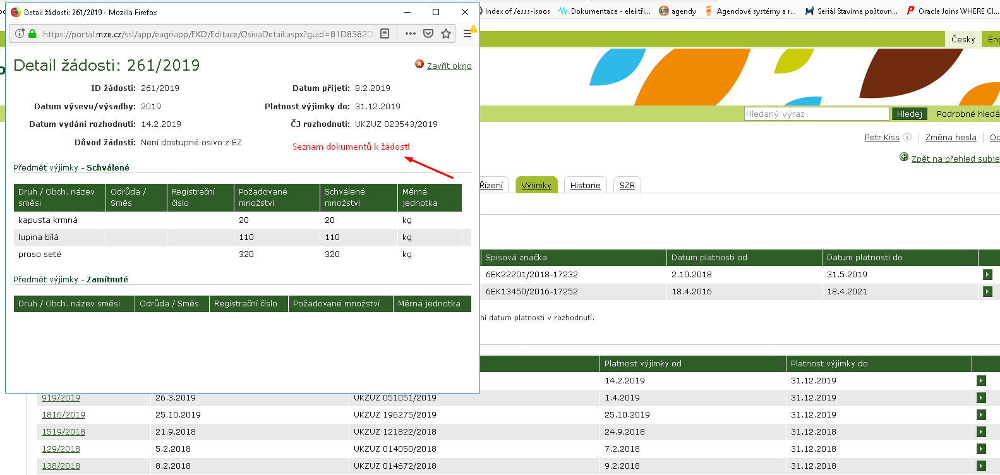 Detail žádosti: 261/2019 - Mozilla Firefox
https://portal.mze.cz/ssl/app/eagriapp/EKO/Editace/OsivaDetail.aspx?guid=81D8382D
Detail žádosti: 261/2019
Zavřít okno
ID žádosti: 261/2019 Datum přijetí: 8.2.2019
Datum výsevu/výsadby: 2019 Platnost výjimky do: 31.12.2019
Datum vydání rozhodnutí: 14.2.2019 ČJ rozhodnutí: UKZUZ 023543/2019
Důvod žádosti: Není dostupné osivo z EZ
Seznam dokumentů k žádosti
Předmět výjimky - Schválené
Druh / Obch. název směsi Odrůda / Směs Registrační číslo Požadované množství Schválené množství Měrná jednotka
kapusta krmná 20 20 kg
lupina bílá 110 110 kg
proso seté 320 320 kg
Předmět výjimky - Zamítnuté
Druh / Obch. název směsi Odrůda / Směs Registrační číslo Požadované množství Měrná jednotka
Index of /esss-isoos Dokumentace - elektři... agendy Agendové systémy a r... Seriál Stavíme poštovn... Oracle Joins WHERE Cl...
Česky Eng
Hledaný výraz Hledej Podrobné hledá
Petr Kiss Změna hesla
Zpět na přehled subje
Řízení Výjimky Historie SZR
Spisová značka Datum platnosti od Datum platnosti do
6EK22201/2018-17232 2.10.2018 31.5.2019
6EK13450/2016-17252 18.4.2016 18.4.2021
ní datum platnosti v rozhodnutí.
Platnost výjimky od Platnost výjimky do
14.2.2019 31.12.2019
919/2019 26.3.2019 UKZUZ 051051/2019 1.4.2019 31.12.2019
1816/2019 25.10.2019 UKZUZ 196275/2019 25.10.2019 31.12.2019
1519/2018 21.9.2018 UKZUZ 121822/2018 24.9.2018 31.12.2018
129/2018 5.2.2018 UKZUZ 014050/2018 7.2.2018 31.12.2018
138/2018 8.2.2018 UKZUZ 014672/2018 9.2.2018 31.12.2018